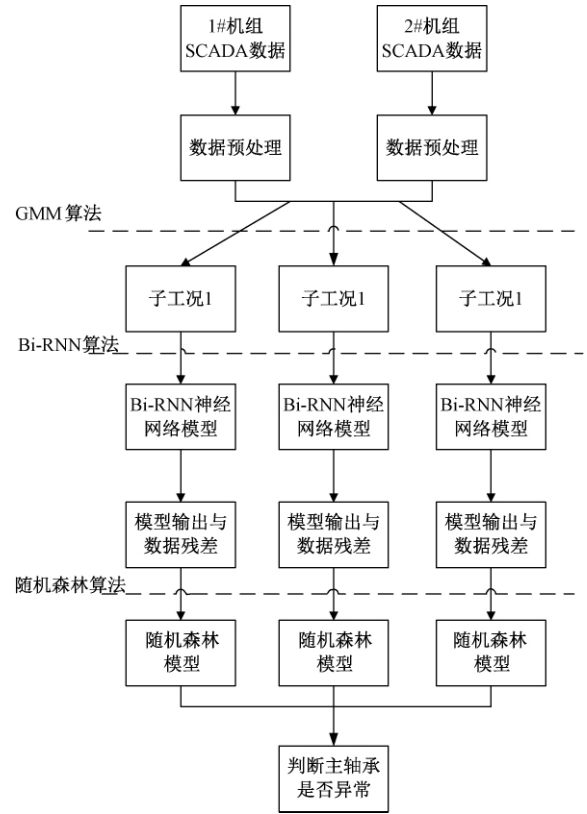 1#机组
SCADA数据
2#机组
SCADA数据
数据预处理
数据预处理
GMM算法
子工况1
子工况1
子工况1
Bi-RNN算法
Bi-RNN神经
网络模型
Bi-RNN神经
网络模型
Bi-RNN神经
网络模型
模型输出与
数据残差
模型输出与
数据残差
模型输出与
数据残差
随机森林算法
随机森林
模型
随机森林
模型
随机森林
模型
判断主轴承
是否异常